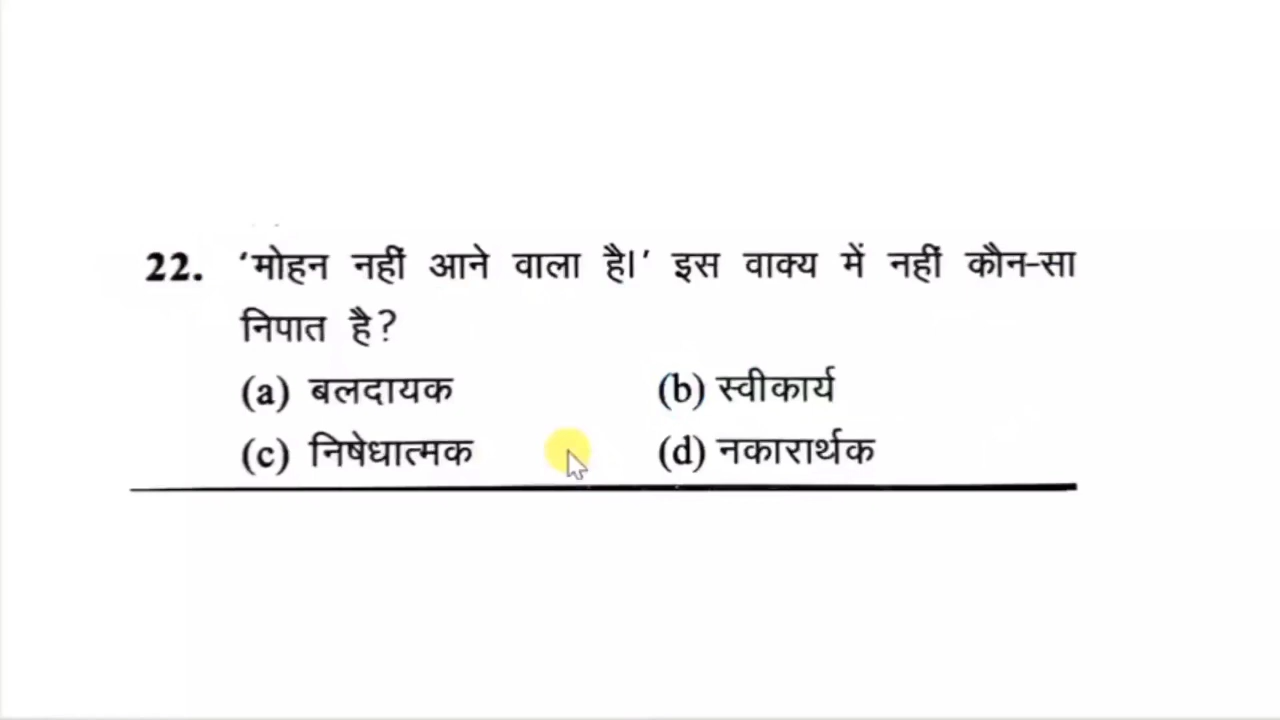 22. ‘मोहन नहीं आने वाला है।’ इस वाक्य में नहीं कौन-सा
निपात है?
(a) बलदायक (b) स्वीकार्य
(c) निषेधात्मक (d) नकारार्थक